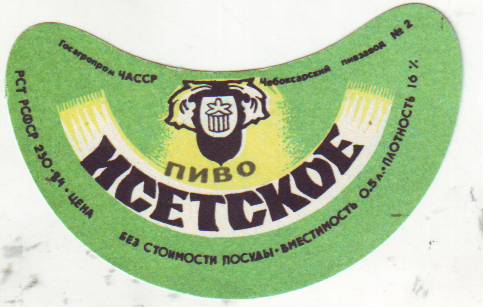 Госагропром ЧАССР Чебоксарский пивзавод № 2
ПИВО
ИСЕТСКОЕ
РСТ РСФСР 230-84 · ЦЕНА БЕЗ СТОИМОСТИ ПОСУДЫ · ВМЕСТИМОСТЬ 0.5 л. · ПЛОТНОСТЬ 16 %